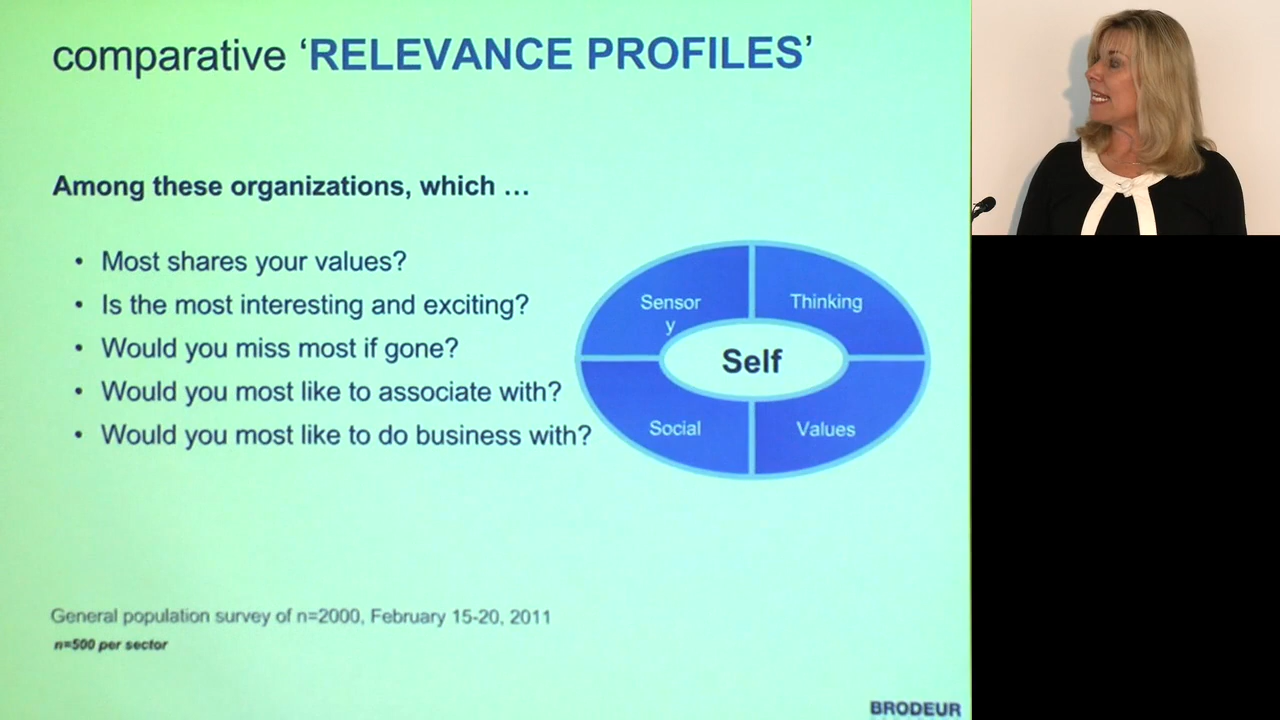 comparative ‘RELEVANCE PROFILES’
Among these organizations, which …
• Most shares your values?
• Is the most interesting and exciting?
• Would you miss most if gone?
• Would you most like to associate with?
• Would you most like to do business with?
Sensor
y
Thinking
Self
Social
Values
General population survey of n=2000, February 15-20, 2011
n=500 per sector
BRODEUR